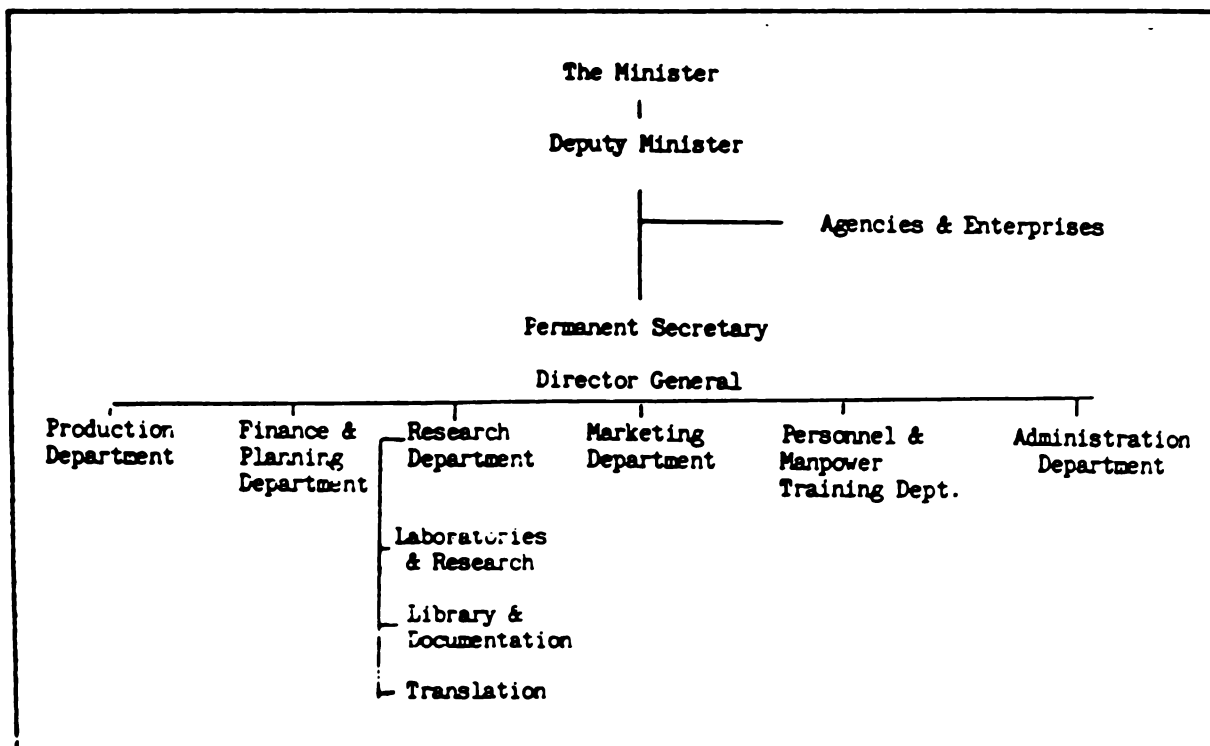 The Minister
Deputy Minister
Agencies & Enterprises
Permanent Secretary
Director General
Production
Department
Finance &
Planning
Department
Research
Department
Marketing
Department
Personnel &
Manpower
Training Dept.
Administration
Department
Laboratories
& Research
Library &
Documentation
Translation